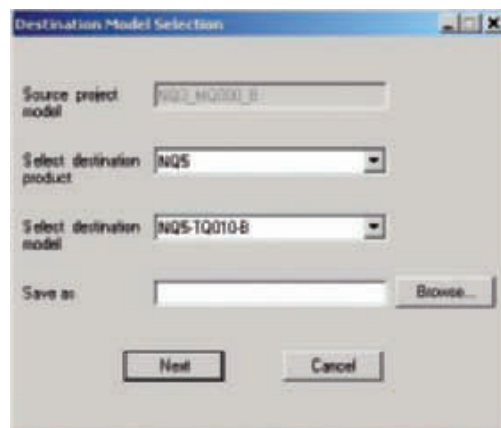 Destination Model Selection
Source project
model
NQ3_MQ000_B
Select destination
product
NQ5
Select destination
model
NQ5-TQ010-B
Save as
Browse...
Next
Cancel